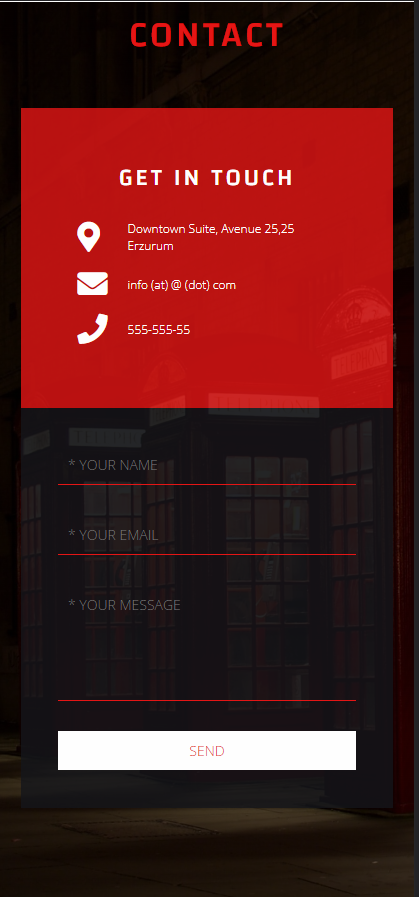 CONTACT
GET IN TOUCH
Downtown Suite, Avenue 25,25
Erzurum
info (at) @ (dot) com
555-555-55
* YOUR NAME
* YOUR EMAIL
* YOUR MESSAGE
SEND